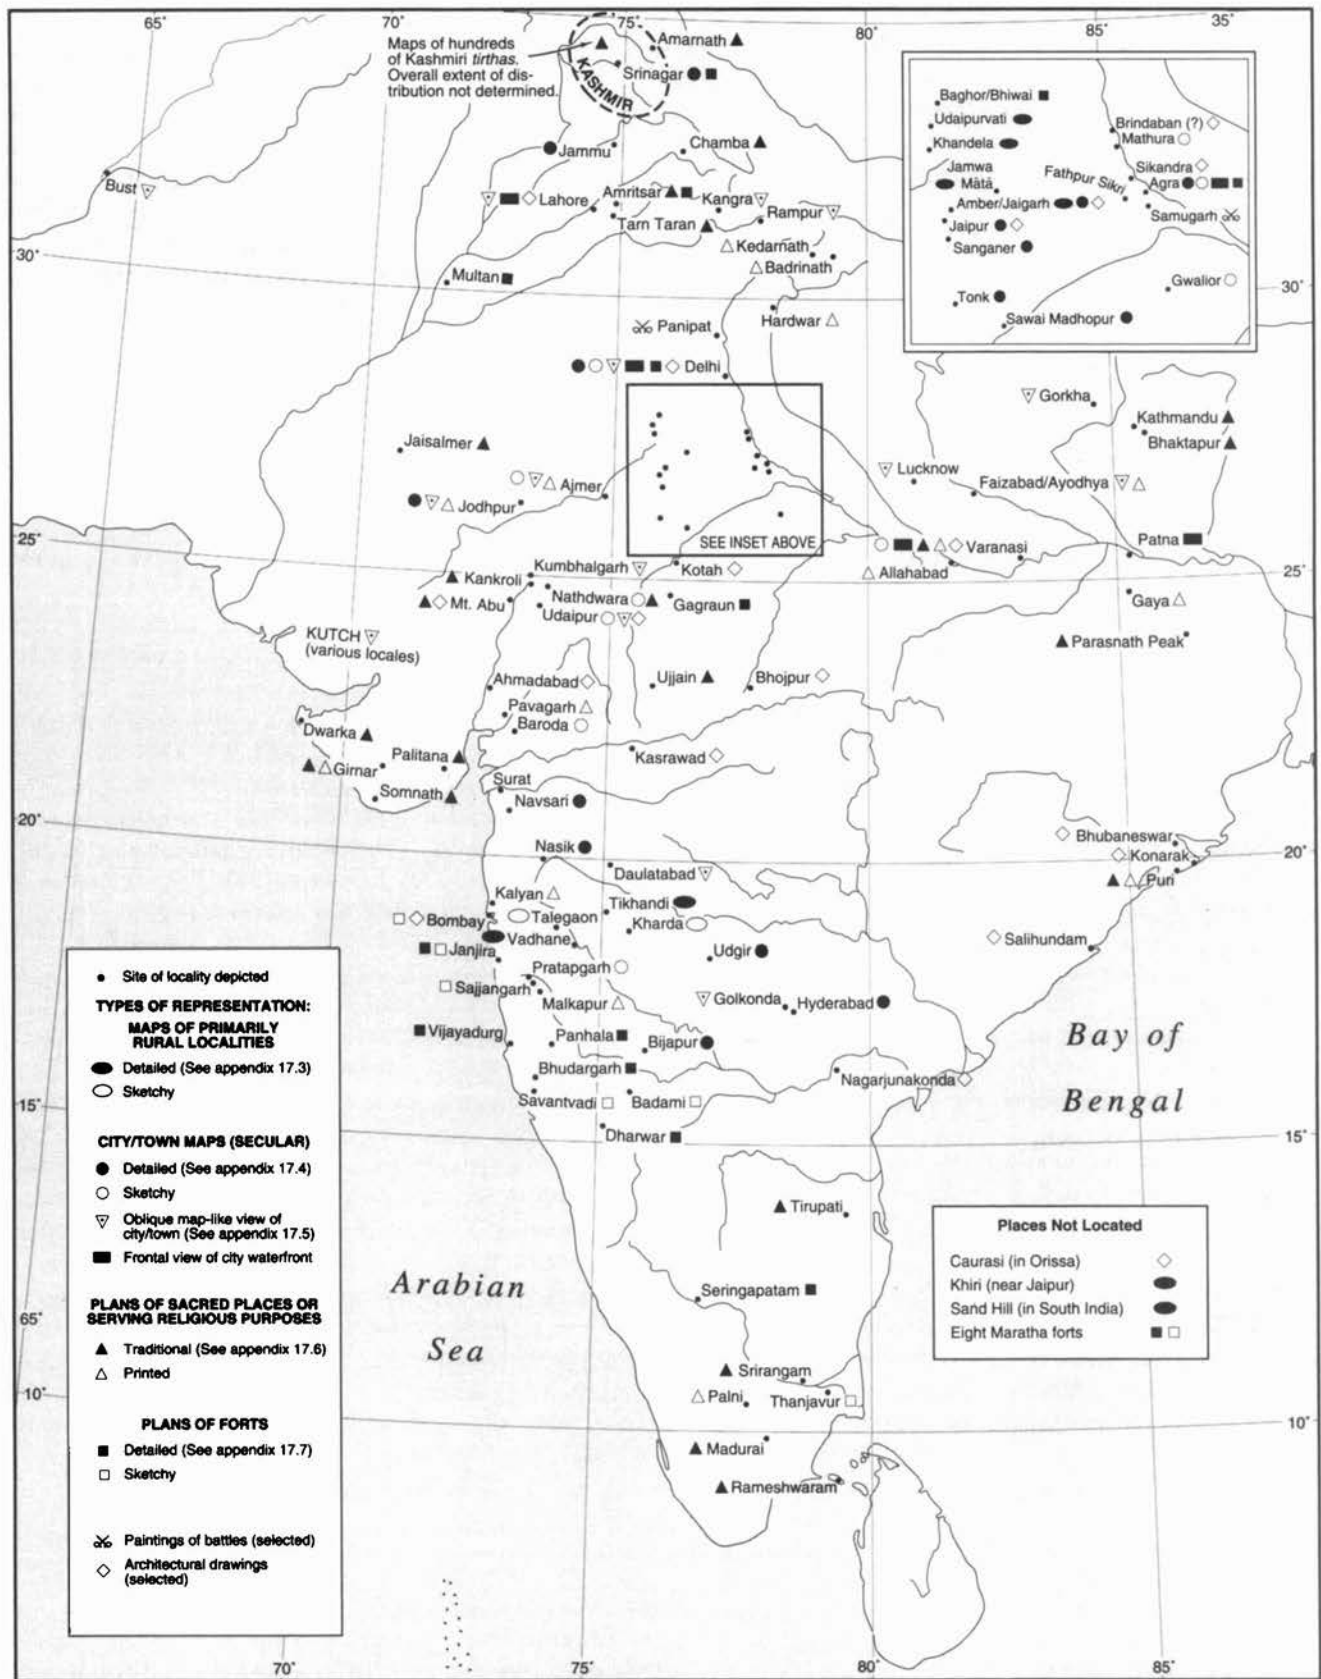 65°
70°
75°
80°
85°
35°
Maps of hundreds
of Kashmiri tirthas.
Overall extent of dis-
tribution not determined.
KASHMIR
Amarnath
Srinagar
Jammu
Chamba
Bust
Lahore
Amritsar
Kangra
Rampur
Tarn Taran
Kedarnath
Badrinath
30°
Multan
Hardwar
30°
Panipat
Delhi
Baghor/Bhiwai
Udaipurvati
Khandela
Jamwa
Mātā
Amber/Jaigarh
Jaipur
Sanganer
Tonk
Sawai Madhopur
Brindaban (?)
Mathura
Sikandra
Fathpur Sikri
Agra
Samugarh
Gwalior
Gorkha
Kathmandu
Bhaktapur
Jaisalmer
Ajmer
Jodhpur
Lucknow
Faizabad/Ayodhya
SEE INSET ABOVE
25°
Patna
Varanasi
Allahabad
25°
Kumbhalgarh
Kotah
Kankroli
Nathdwara
Gagraun
Mt. Abu
Udaipur
Gaya
KUTCH
(various locales)
Parasnath Peak
Ahmadabad
Ujjain
Bhojpur
Pavagarh
Baroda
Dwarka
Palitana
Girnar
Kasrawad
Somnath
Surat
Navsari
20°
Bhubaneswar
Konarak
20°
Puri
Nasik
Daulatabad
Kalyan
Tikhandi
Bombay
Talegaon
Kharda
Vadhane
Janjira
Udgir
Salihundam
Pratapgarh
Sajjangarh
Malkapur
Golkonda
Hyderabad
Vijayadurg
Panhala
Bijapur
Bay of
Bengal
Bhudargarh
Nagarjunakonda
Savantvadi
Badami
15°
Dharwar
15°
Tirupati
Arabian
Sea
Seringapatam
65°
Srirangam
Palni
Thanjavur
10°
10°
Madurai
Rameshwaram
70°
75°
80°
85°
Site of locality depicted
TYPES OF REPRESENTATION:
MAPS OF PRIMARILY
RURAL LOCALITIES
Detailed (See appendix 17.3)
Sketchy
CITY/TOWN MAPS (SECULAR)
Detailed (See appendix 17.4)
Sketchy
Oblique map-like view of
city/town (See appendix 17.5)
Frontal view of city waterfront
PLANS OF SACRED PLACES OR
SERVING RELIGIOUS PURPOSES
Traditional (See appendix 17.6)
Printed
PLANS OF FORTS
Detailed (See appendix 17.7)
Sketchy
Paintings of battles (selected)
Architectural drawings
(selected)
Places Not Located
Caurasi (in Orissa)
Khiri (near Jaipur)
Sand Hill (in South India)
Eight Maratha forts